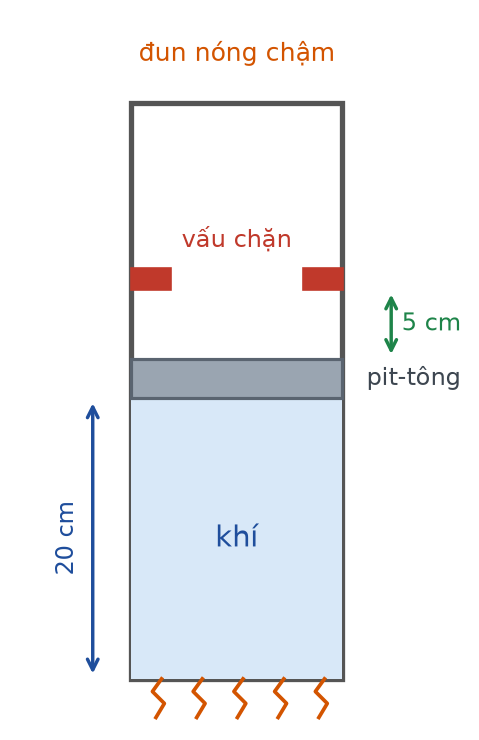 đun nóng chậm
vấu chặn
5 cm
pit-tông
20 cm
khí